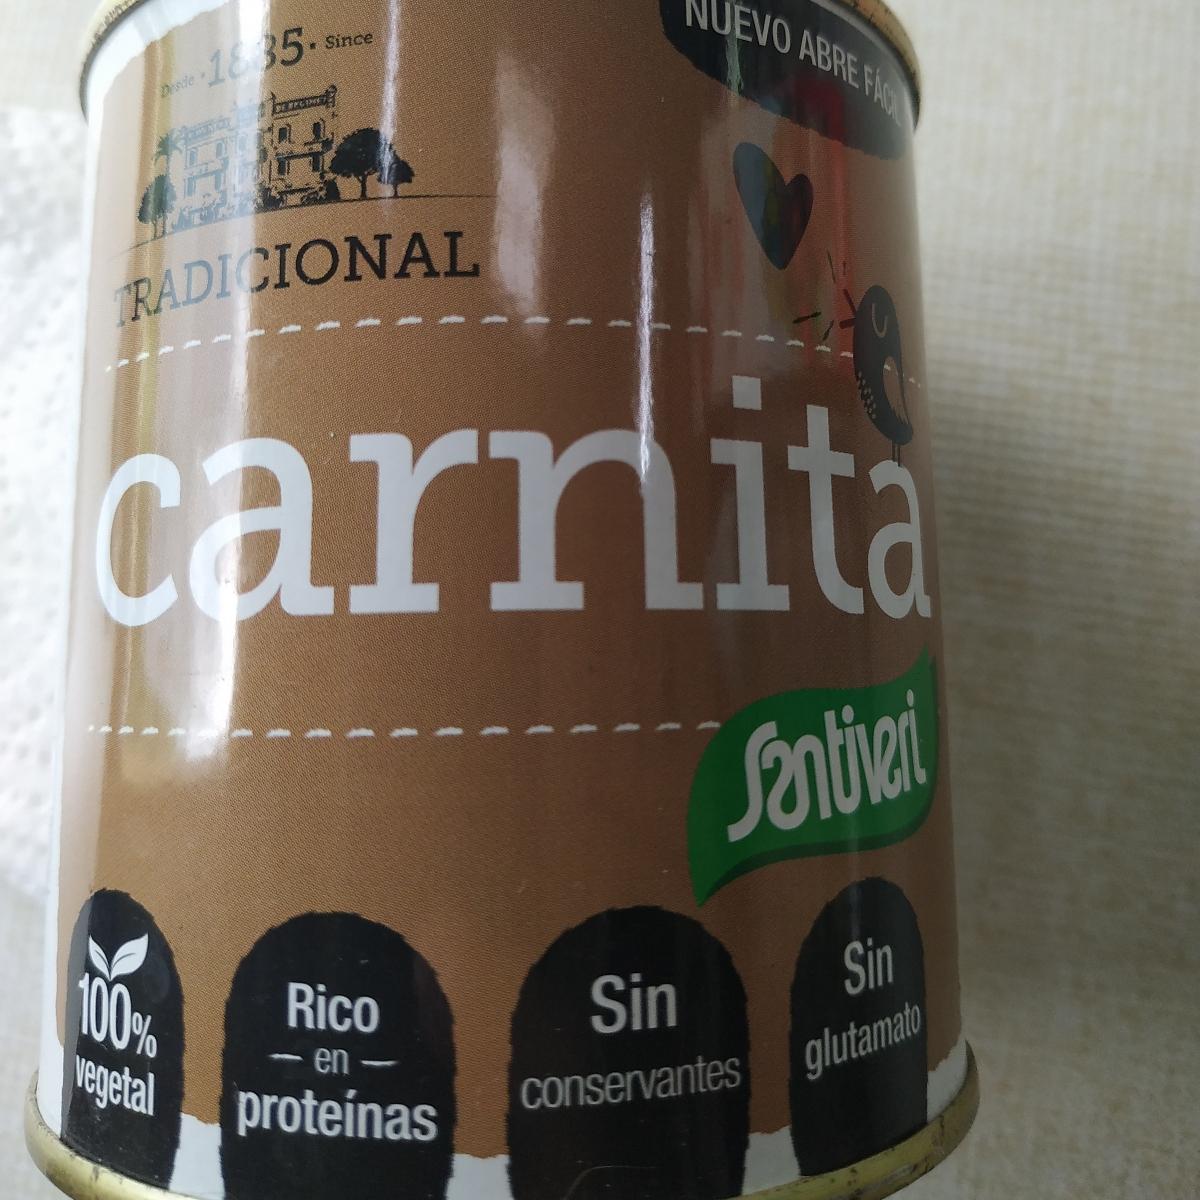 NUEVO ABRE FÁCIL
Desde ·1885· Since
TRADICIONAL
carnita
Santiveri
100%
vegetal
Rico
en
proteínas
Sin
conservantes
Sin
glutamato